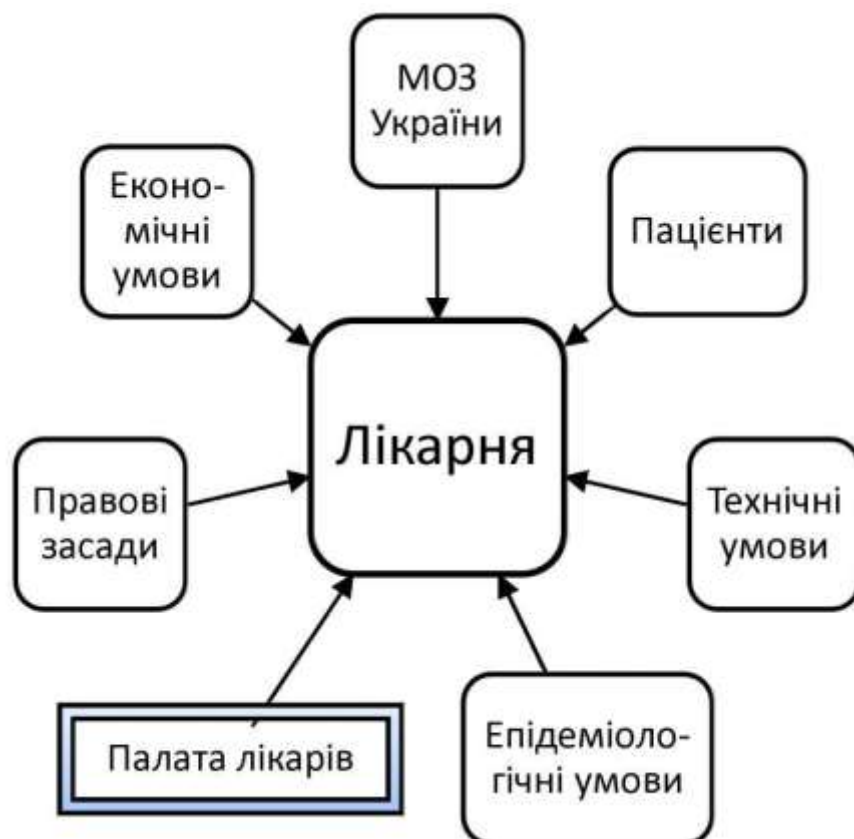 МОЗ
України
Еконо-
мічні
умови
Пацієнти
Лікарня
Правові
засади
Технічні
умови
Палата лікарів
Епідеміоло-
гічні умови